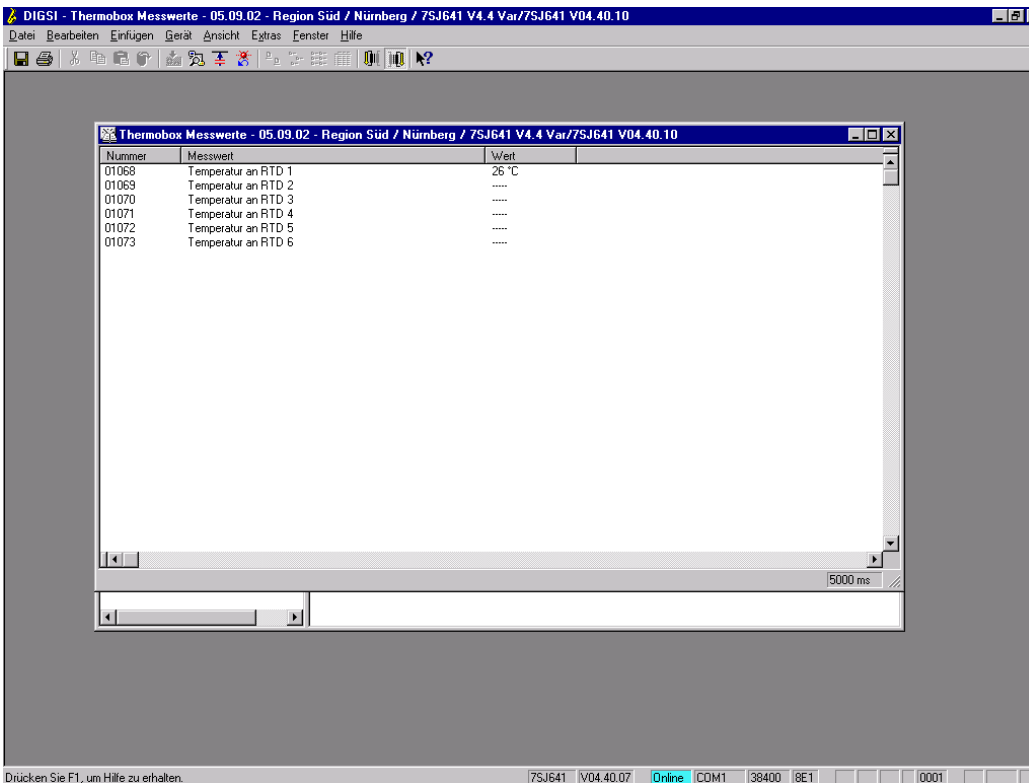 DIGSI - Thermobox Messwerte - 05.09.02 - Region Süd / Nürnberg / 7SJ641 V4.4 Var/7SJ641 V04.40.10
Datei Bearbeiten Einfügen Gerät Ansicht Extras Fenster Hilfe
Thermobox Messwerte - 05.09.02 - Region Süd / Nürnberg / 7SJ641 V4.4 Var/7SJ641 V04.40.10
Nummer Messwert Wert
01068 Temperatur an RTD 1 26 °C
01069 Temperatur an RTD 2 -----
01070 Temperatur an RTD 3 -----
01071 Temperatur an RTD 4 -----
01072 Temperatur an RTD 5 -----
01073 Temperatur an RTD 6 -----
5000 ms
Drücken Sie F1, um Hilfe zu erhalten. 7SJ641 V04.40.07 Online COM1 38400 8E1 0001